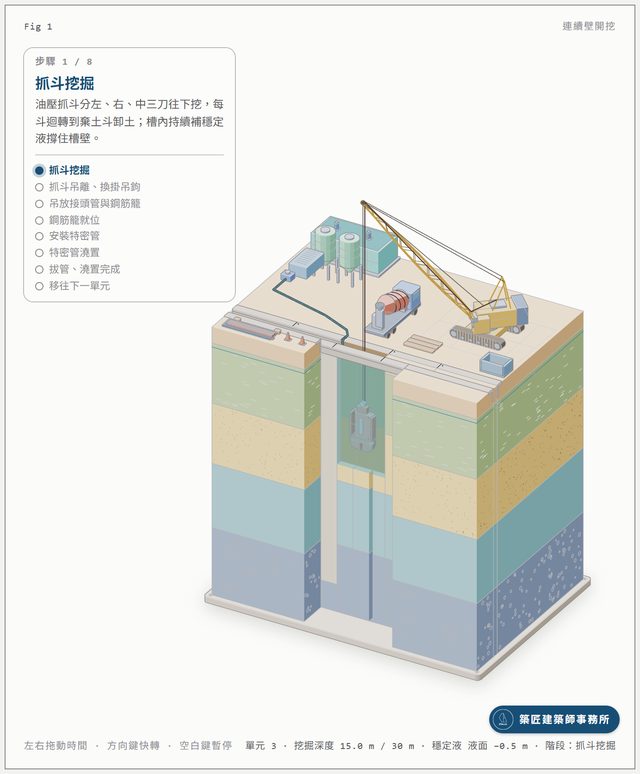 Fig 1
連續壁開挖
步驟 1 / 8
抓斗挖掘
油壓抓斗分左、右、中三刀往下挖，每
斗迴轉到棄土斗卸土；槽內持續補穩定
液撐住槽壁。
抓斗挖掘
抓斗吊離、換掛吊鉤
吊放接頭管與鋼筋籠
鋼筋籠就位
安裝特密管
特密管澆置
拔管、澆置完成
移往下一單元
築匠建築師事務所
左右拖動時間 · 方向鍵快轉 · 空白鍵暫停
單元 3 · 挖掘深度 15.0 m / 30 m · 穩定液 液面 −0.5 m · 階段：抓斗挖掘